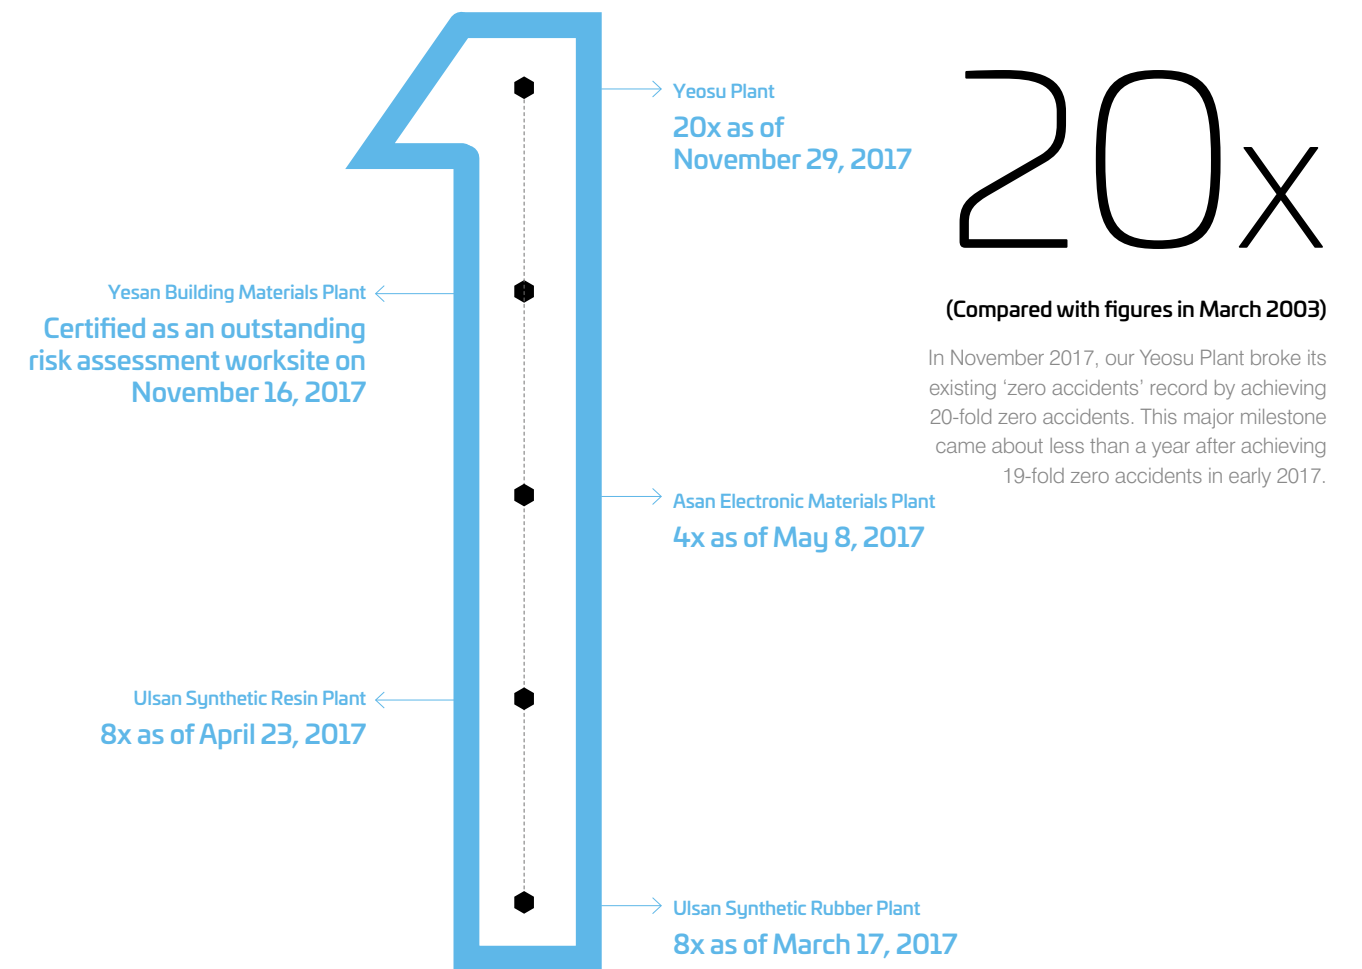 Yeosu Plant
20x as of
November 29, 2017
20x
(Compared with figures in March 2003)
In November 2017, our Yeosu Plant broke its
existing ‘zero accidents’ record by achieving
20-fold zero accidents. This major milestone
came about less than a year after achieving
19-fold zero accidents in early 2017.
Yesan Building Materials Plant
Certified as an outstanding
risk assessment worksite on
November 16, 2017
Asan Electronic Materials Plant
4x as of May 8, 2017
Ulsan Synthetic Resin Plant
8x as of April 23, 2017
Ulsan Synthetic Rubber Plant
8x as of March 17, 2017
1